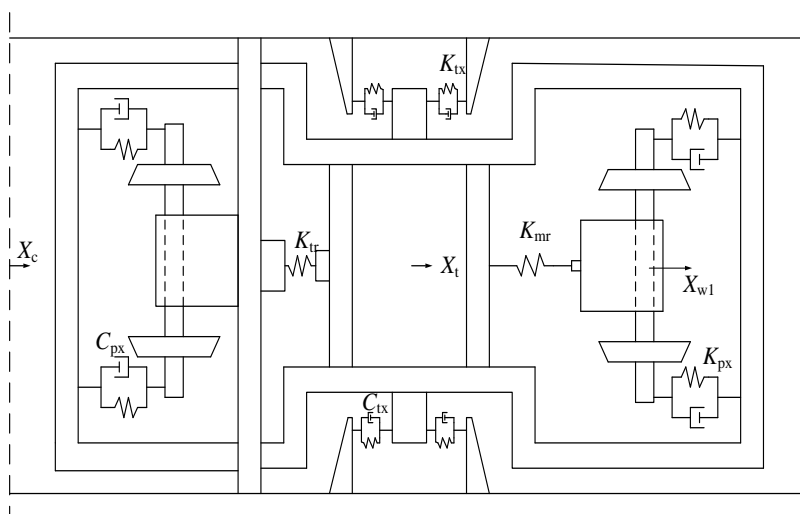 K_tx
K_mr
K_tr
X_c
X_t
X_w1
C_px
K_px
C_tx